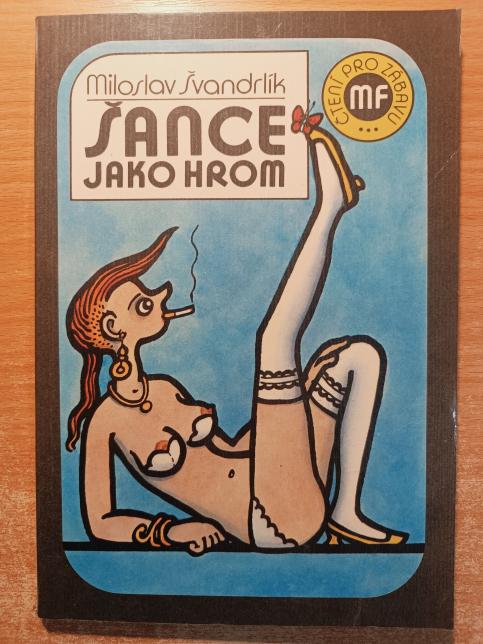 Miloslav Švandrlík
ŠANCE
JAKO HROM
ČTENÍ PRO ZÁBAVU
MF